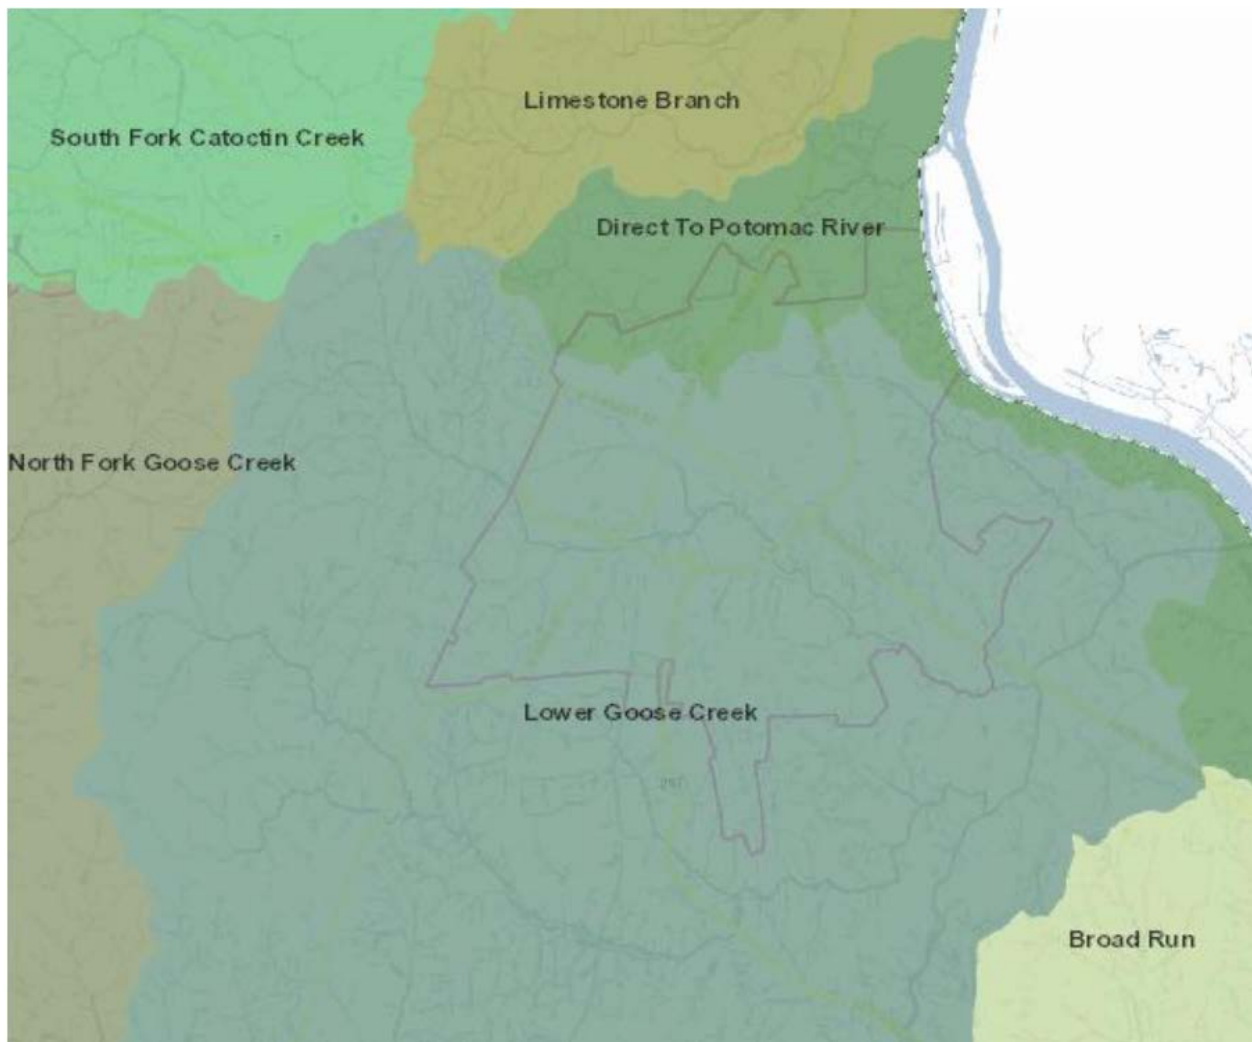 Limestone Branch
South Fork Catoctin Creek
Direct To Potomac River
North Fork Goose Creek
Lower Goose Creek
Broad Run